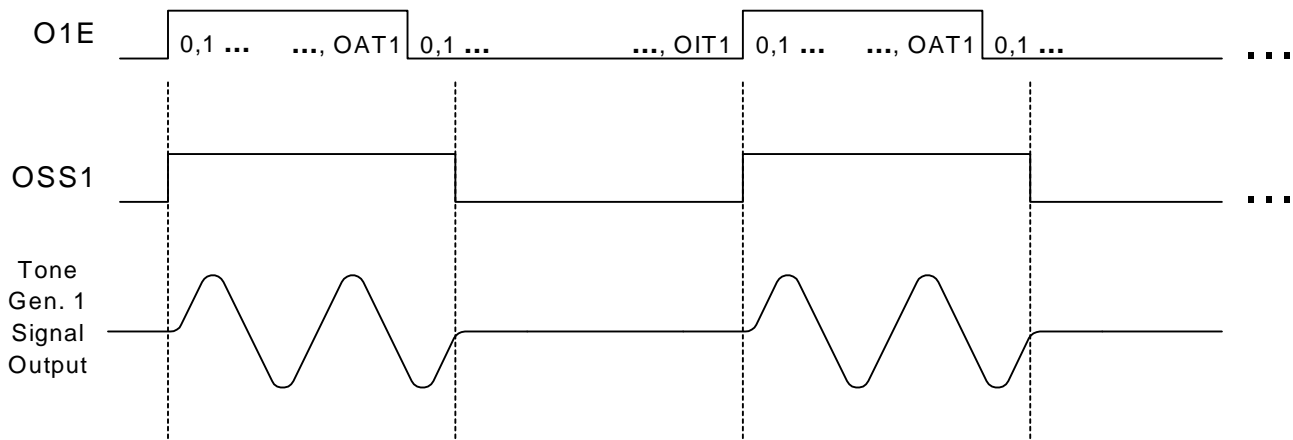 O1E
0,1 ... ..., OAT1 0,1 ... ..., OIT1 0,1 ... ..., OAT1 0,1 ... ...
OSS1 ...
Tone
Gen. 1
Signal
Output